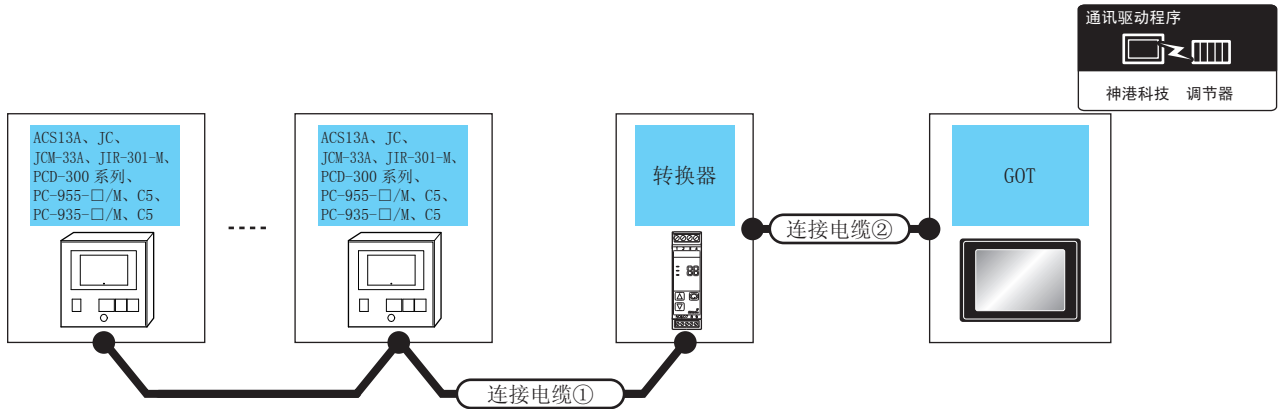 通讯驱动程序
神港科技 调节器
ACS13A、JC、
JCM-33A、JIR-301-M、
PCD-300 系列、
PC-955-□/M、C5、
PC-935-□/M、C5
ACS13A、JC、
JCM-33A、JIR-301-M、
PCD-300 系列、
PC-955-□/M、C5、
PC-935-□/M、C5
转换器
GOT
88
连接电缆②
连接电缆①